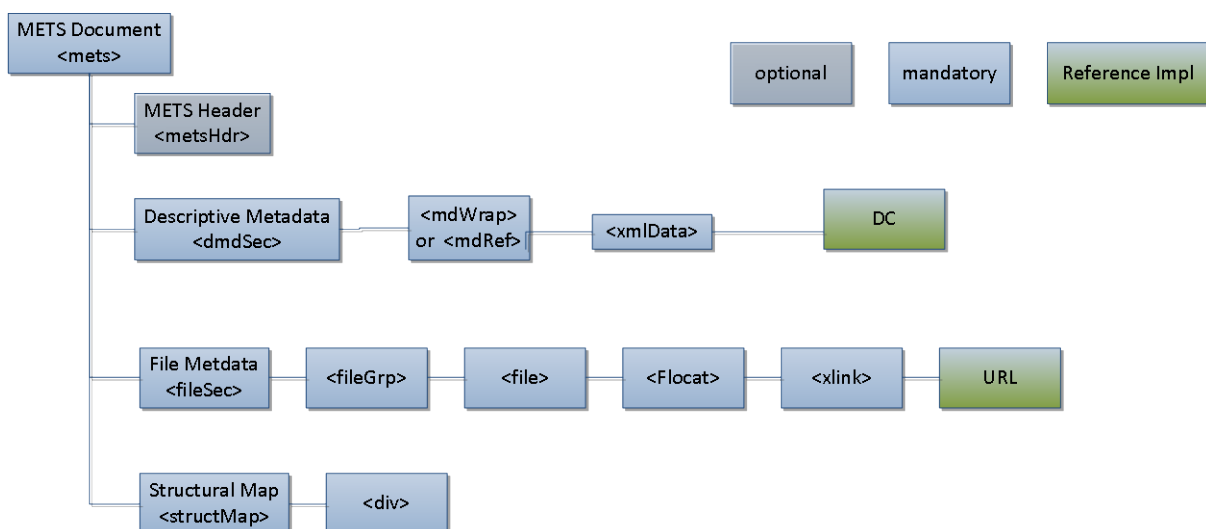 METS Document
<mets>
optional
mandatory
Reference Impl
METS Header
<metsHdr>
Descriptive Metadata
<dmdSec>
<mdWrap>
or <mdRef>
<xmlData>
DC
File Metdata
<fileSec>
<fileGrp>
<file>
<Flocat>
<xlink>
URL
Structural Map
<structMap>
<div>